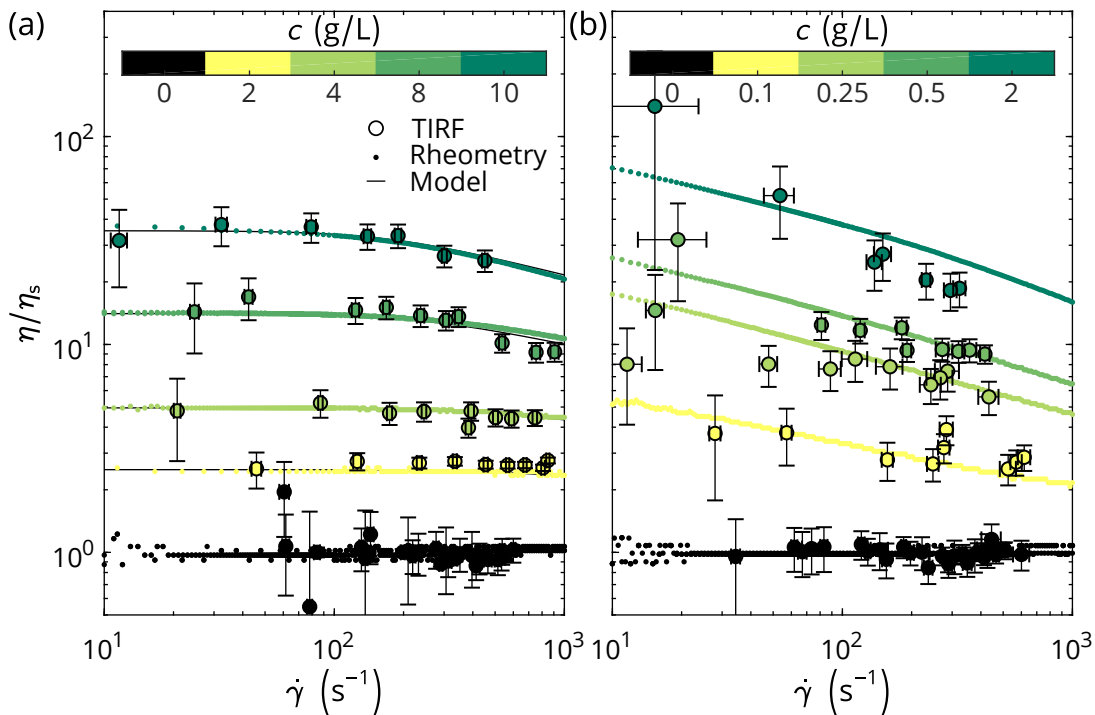 (a)
c (g/L)
0 2 4 8 10
TIRF
Rheometry
Model
10²
10¹
10⁰
η/ηₛ
10¹ 10² 10³
γ̇ (s⁻¹)
(b)
c (g/L)
0 0.1 0.25 0.5 2
10¹ 10² 10³
γ̇ (s⁻¹)